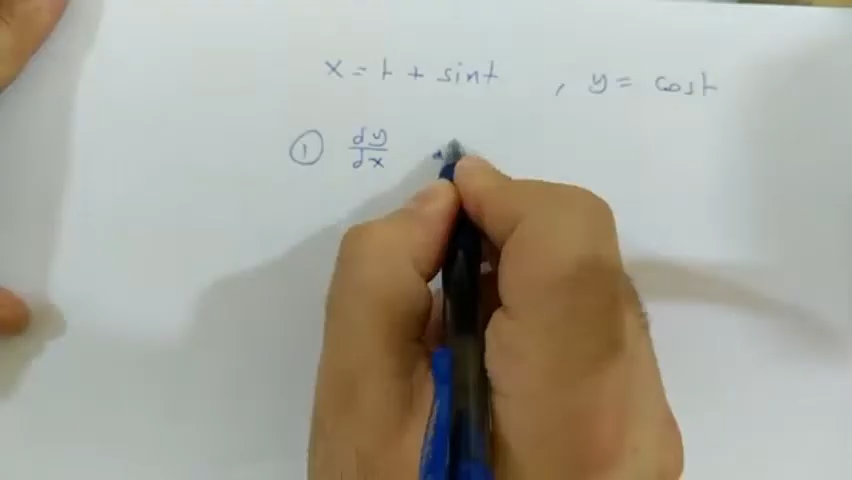 x = t + sint , y = cost
① dy/dx